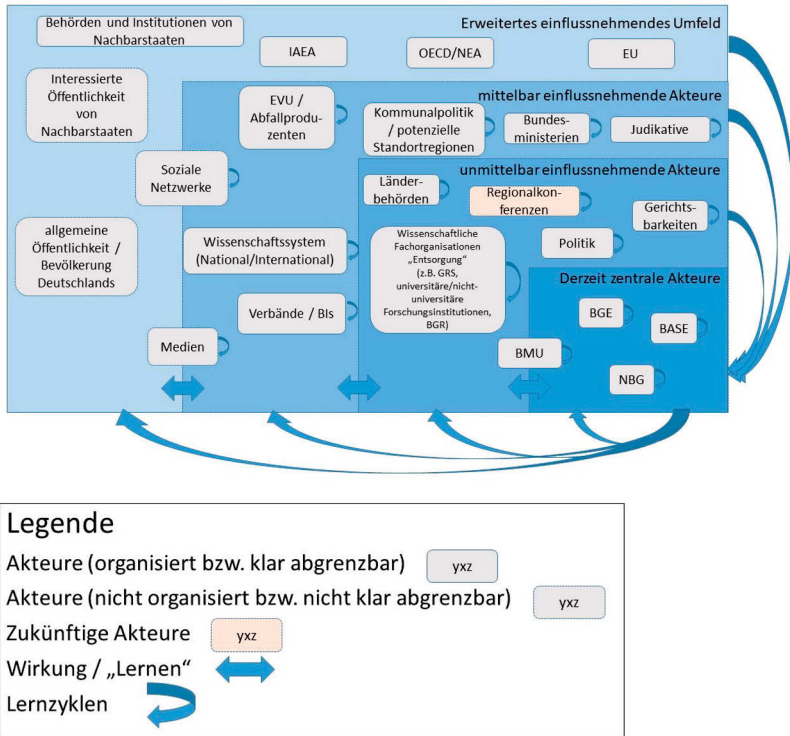 Erweitertes einflussnehmendes Umfeld
Behörden und Institutionen von
Nachbarstaaten
IAEA
OECD/NEA
EU
Interessierte
Öffentlichkeit
von
Nachbarstaaten
mittelbar einflussnehmende Akteure
EVU /
Abfallprodu-
zenten
Kommunalpolitik
/ potenzielle
Standortregionen
Bundes-
ministerien
Judikative
Soziale
Netzwerke
unmittelbar einflussnehmende Akteure
Länder-
behörden
Regionalkon-
ferenzen
Gerichts-
barkeiten
allgemeine
Öffentlichkeit /
Bevölkerung
Deutschlands
Wissenschaftssystem
(National/International)
Wissenschaftliche
Fachorganisationen
„Entsorgung“
(z.B. GRS,
universitäre/nicht-
universitäre
Forschungsinstitutionen,
BGR)
Politik
Derzeit zentrale Akteure
Verbände / BIs
BGE
BASE
Medien
BMU
NBG
Legende
Akteure (organisiert bzw. klar abgrenzbar) yxz
Akteure (nicht organisiert bzw. nicht klar abgrenzbar) yxz
Zukünftige Akteure yxz
Wirkung / „Lernen“
Lernzyklen